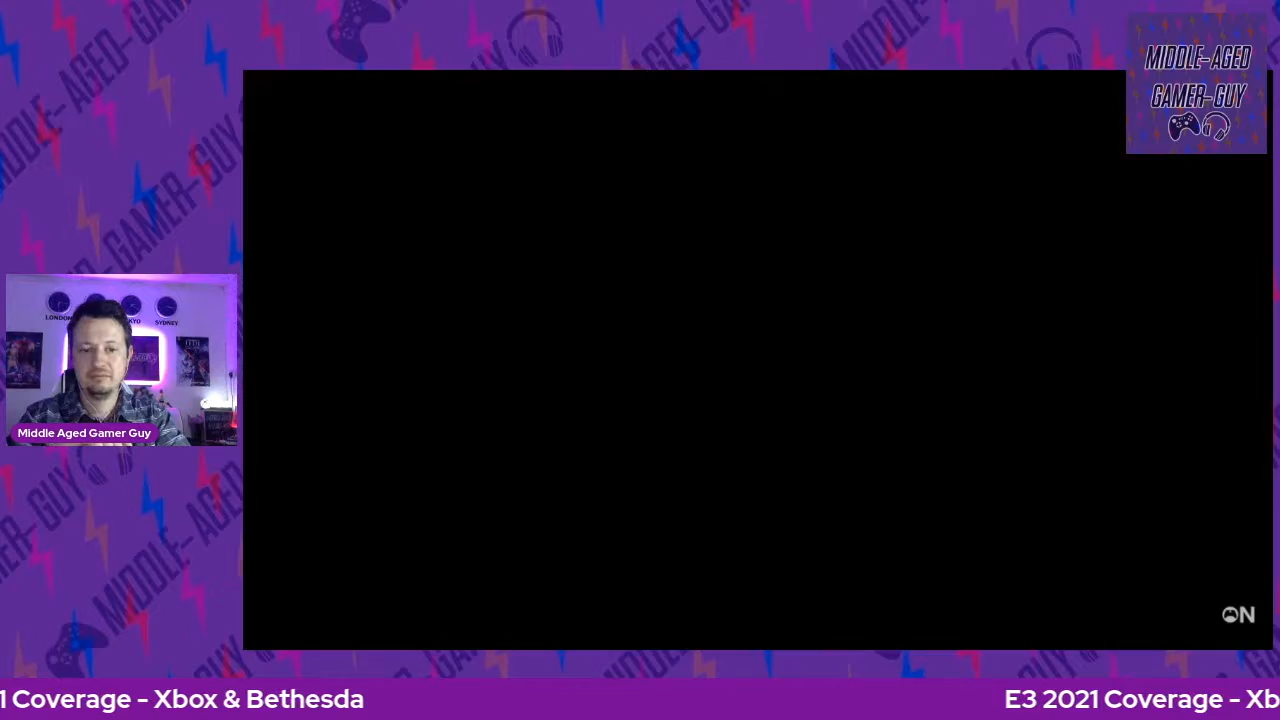 MIDDLE-AGED
GAMER-GUY
LONDON
KYO
SYDNEY
Middle Aged Gamer Guy
ON
1 Coverage - Xbox & Bethesda
E3 2021 Coverage - Xb